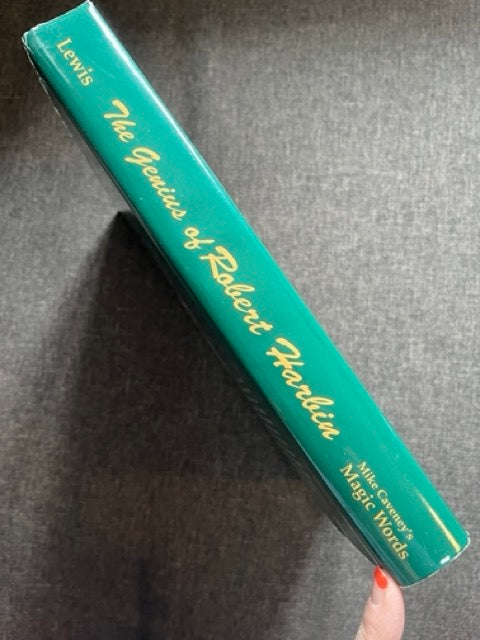 Lewis
The Genius of Robert Harbin
Mike Caveney's
Magic Words